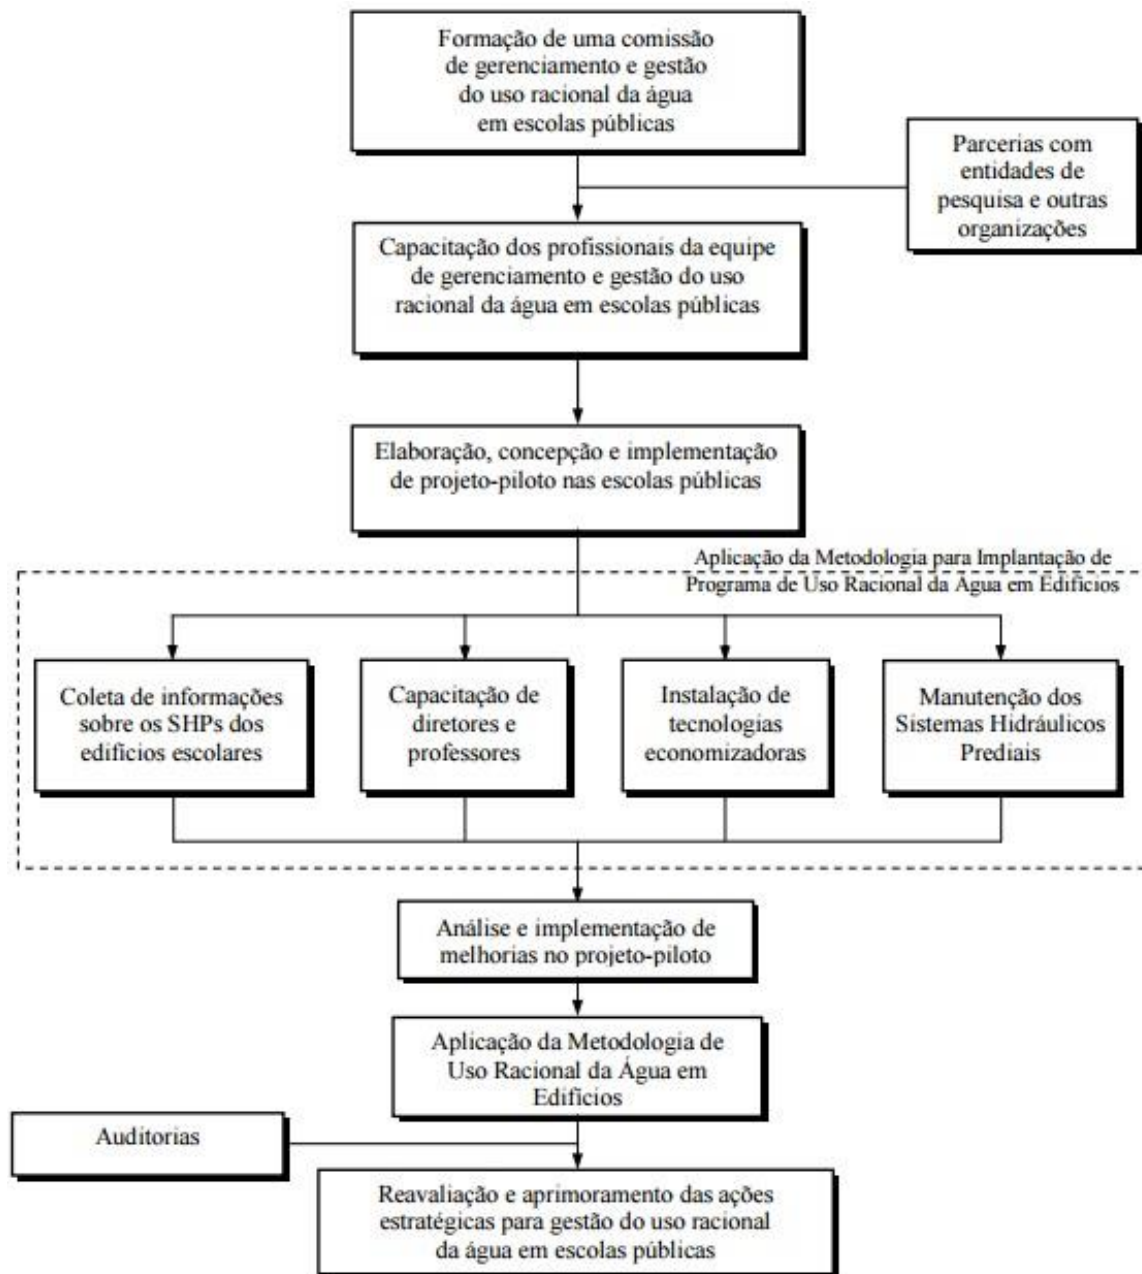 Formação de uma comissão
de gerenciamento e gestão
do uso racional da água
em escolas públicas
Parcerias com
entidades de
pesquisa e outras
organizações
Capacitação dos profissionais da equipe
de gerenciamento e gestão do uso
racional da água em escolas públicas
Elaboração, concepção e implementação
de projeto-piloto nas escolas públicas
Aplicação da Metodologia para Implantação de
Programa de Uso Racional da Água em Edifícios
Coleta de informações
sobre os SHPs dos
edifícios escolares
Capacitação de
diretores e
professores
Instalação de
tecnologias
economizadoras
Manutenção dos
Sistemas Hidráulicos
Prediais
Análise e implementação de
melhorias no projeto-piloto
Aplicação da Metodologia de
Uso Racional da Água em
Edifícios
Auditorias
Reavaliação e aprimoramento das ações
estratégicas para gestão do uso racional
da água em escolas públicas